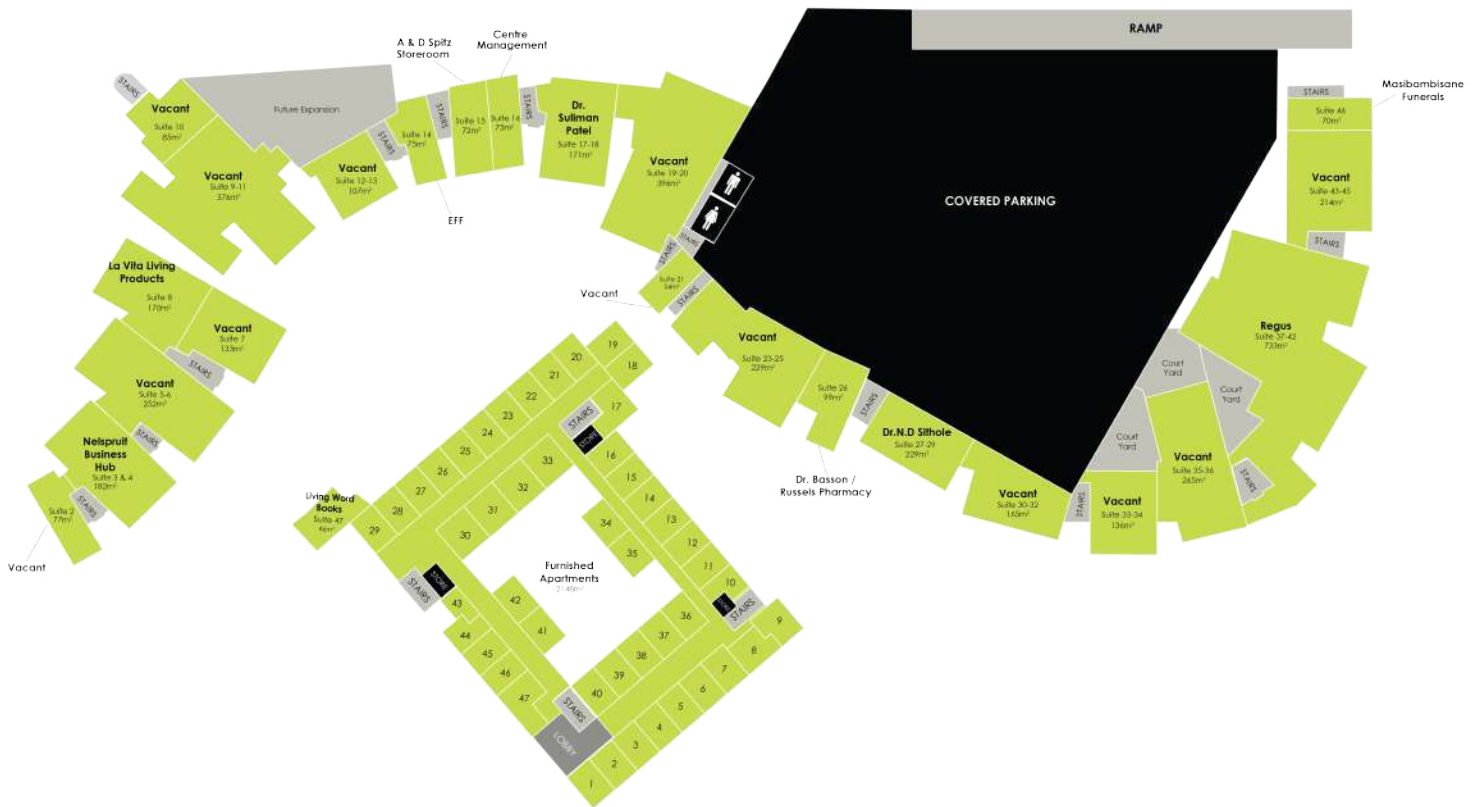 RAMP
COVERED PARKING
A & D Spitz
Storeroom
Centre
Management
STAIRS
Vacant
Suite 10
85m²
Future Expansion
Vacant
Suite 9-11
376m²
STAIRS
Vacant
Suite 12-13
107m²
Suite 14
75m²
EFF
STAIRS
Suite 15
72m²
Suite 16
75m²
STAIRS
Dr.
Suliman
Patel
Suite 17-18
171m²
Vacant
Suite 19-20
396m²
STAIRS
STAIRS
Suite 21
54m²
Vacant
STAIRS
Vacant
Suite 23-25
229m²
Suite 26
99m²
Dr. Basson /
Russels Pharmacy
STAIRS
Dr.N.D Sithole
Suite 27-29
229m²
Vacant
Suite 30-32
165m²
STAIRS
Vacant
Suite 33-34
136m²
Court
Yard
Court
Yard
Court
Yard
Vacant
Suite 35-36
265m²
STAIRS
Regus
Suite 37-42
733m²
STAIRS
Vacant
Suite 43-45
214m²
Suite 46
70m²
STAIRS
Masibambisane
Funerals
La Vita Living
Products
Suite 8
170m²
Vacant
Suite 7
133m²
STAIRS
Vacant
Suite 5-6
252m²
STAIRS
Nelspruit
Business
Hub
Suite 3 & 4
182m²
STAIRS
Suite 2
77m²
Vacant
Living Word
Books
Suite 47
46m²
Furnished
Apartments
19
18
20
21
22
23
24
25
26
27
28
29
17
STAIRS
STORE
16
15
14
13
12
11
10
33
32
31
30
34
35
STORE
STAIRS
43
44
45
46
47
42
41
36
37
38
39
40
STORE
STAIRS
9
8
7
6
5
4
3
2
1
STAIRS
LOBBY